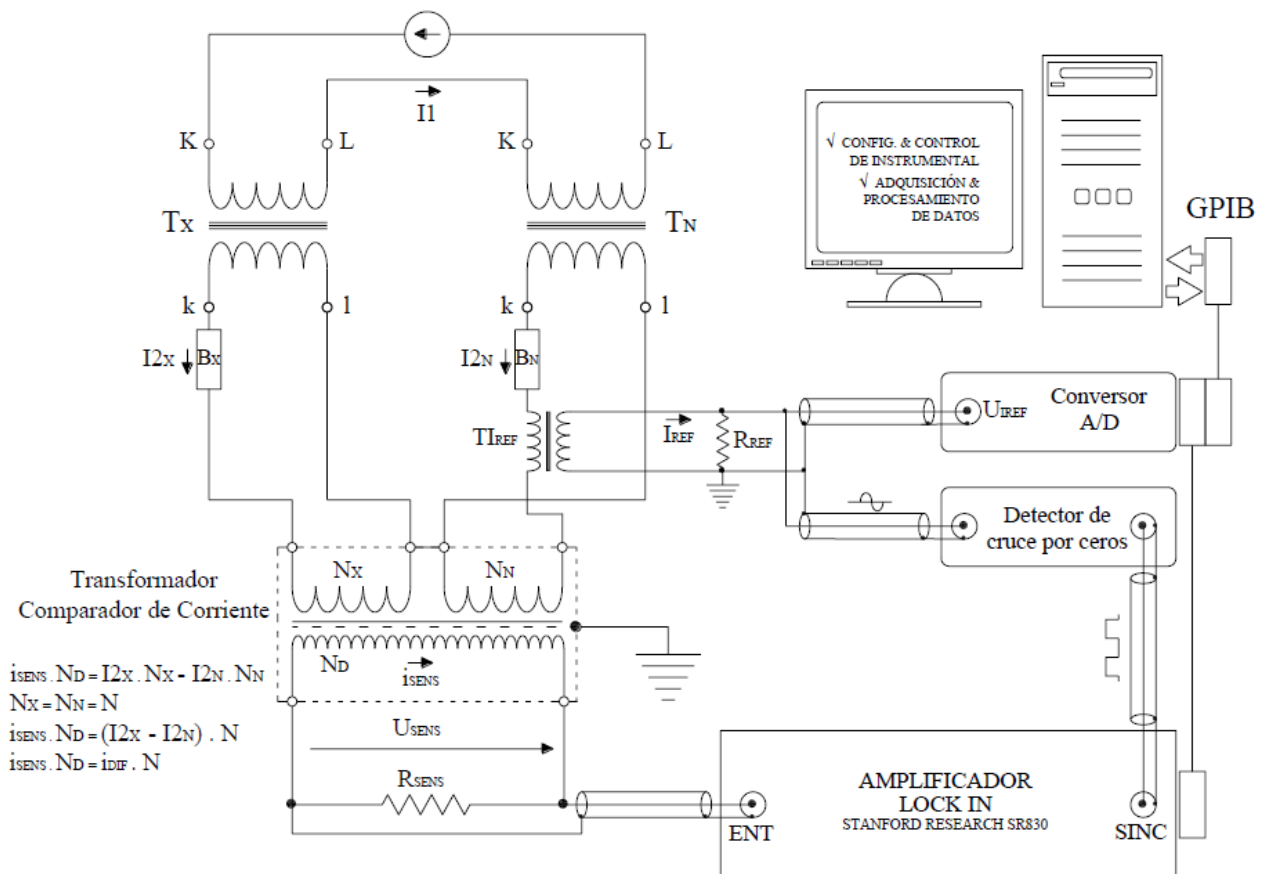 I1
K
L
K
L
TX
TN
k
l
k
l
I2X
BX
I2N
BN
TIREF
IREF
RREF
√ CONFIG. & CONTROL
DE INSTRUMENTAL
√ ADQUISICIÓN &
PROCESAMIENTO
DE DATOS
GPIB
UIREF
Conversor
A/D
Detector de
cruce por ceros
Transformador
Comparador de Corriente
NX
NN
ND
iSENS
iSENS . ND = I2X . NX - I2N . NN
NX = NN = N
iSENS . ND = (I2X - I2N) . N
iSENS . ND = iDIF . N
USENS
RSENS
ENT
AMPLIFICADOR
LOCK IN
STANFORD RESEARCH SR830
SINC